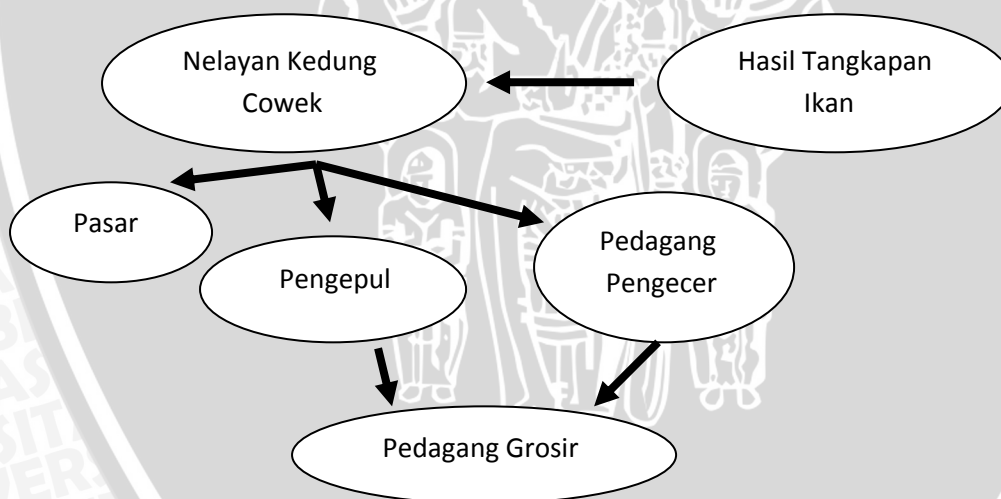 Nelayan Kedung
Cowek
Hasil Tangkapan
Ikan
Pasar
Pengepul
Pedagang
Pengecer
Pedagang Grosir